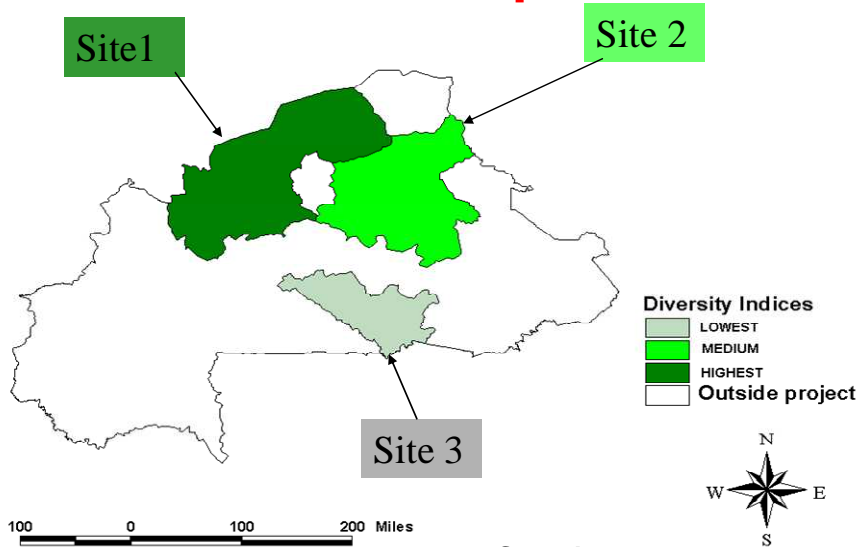 Site1
Site 2
Diversity Indices
LOWEST
MEDIUM
HIGHEST
Outside project
Site 3
N
W E
S
100 0 100 200 Miles